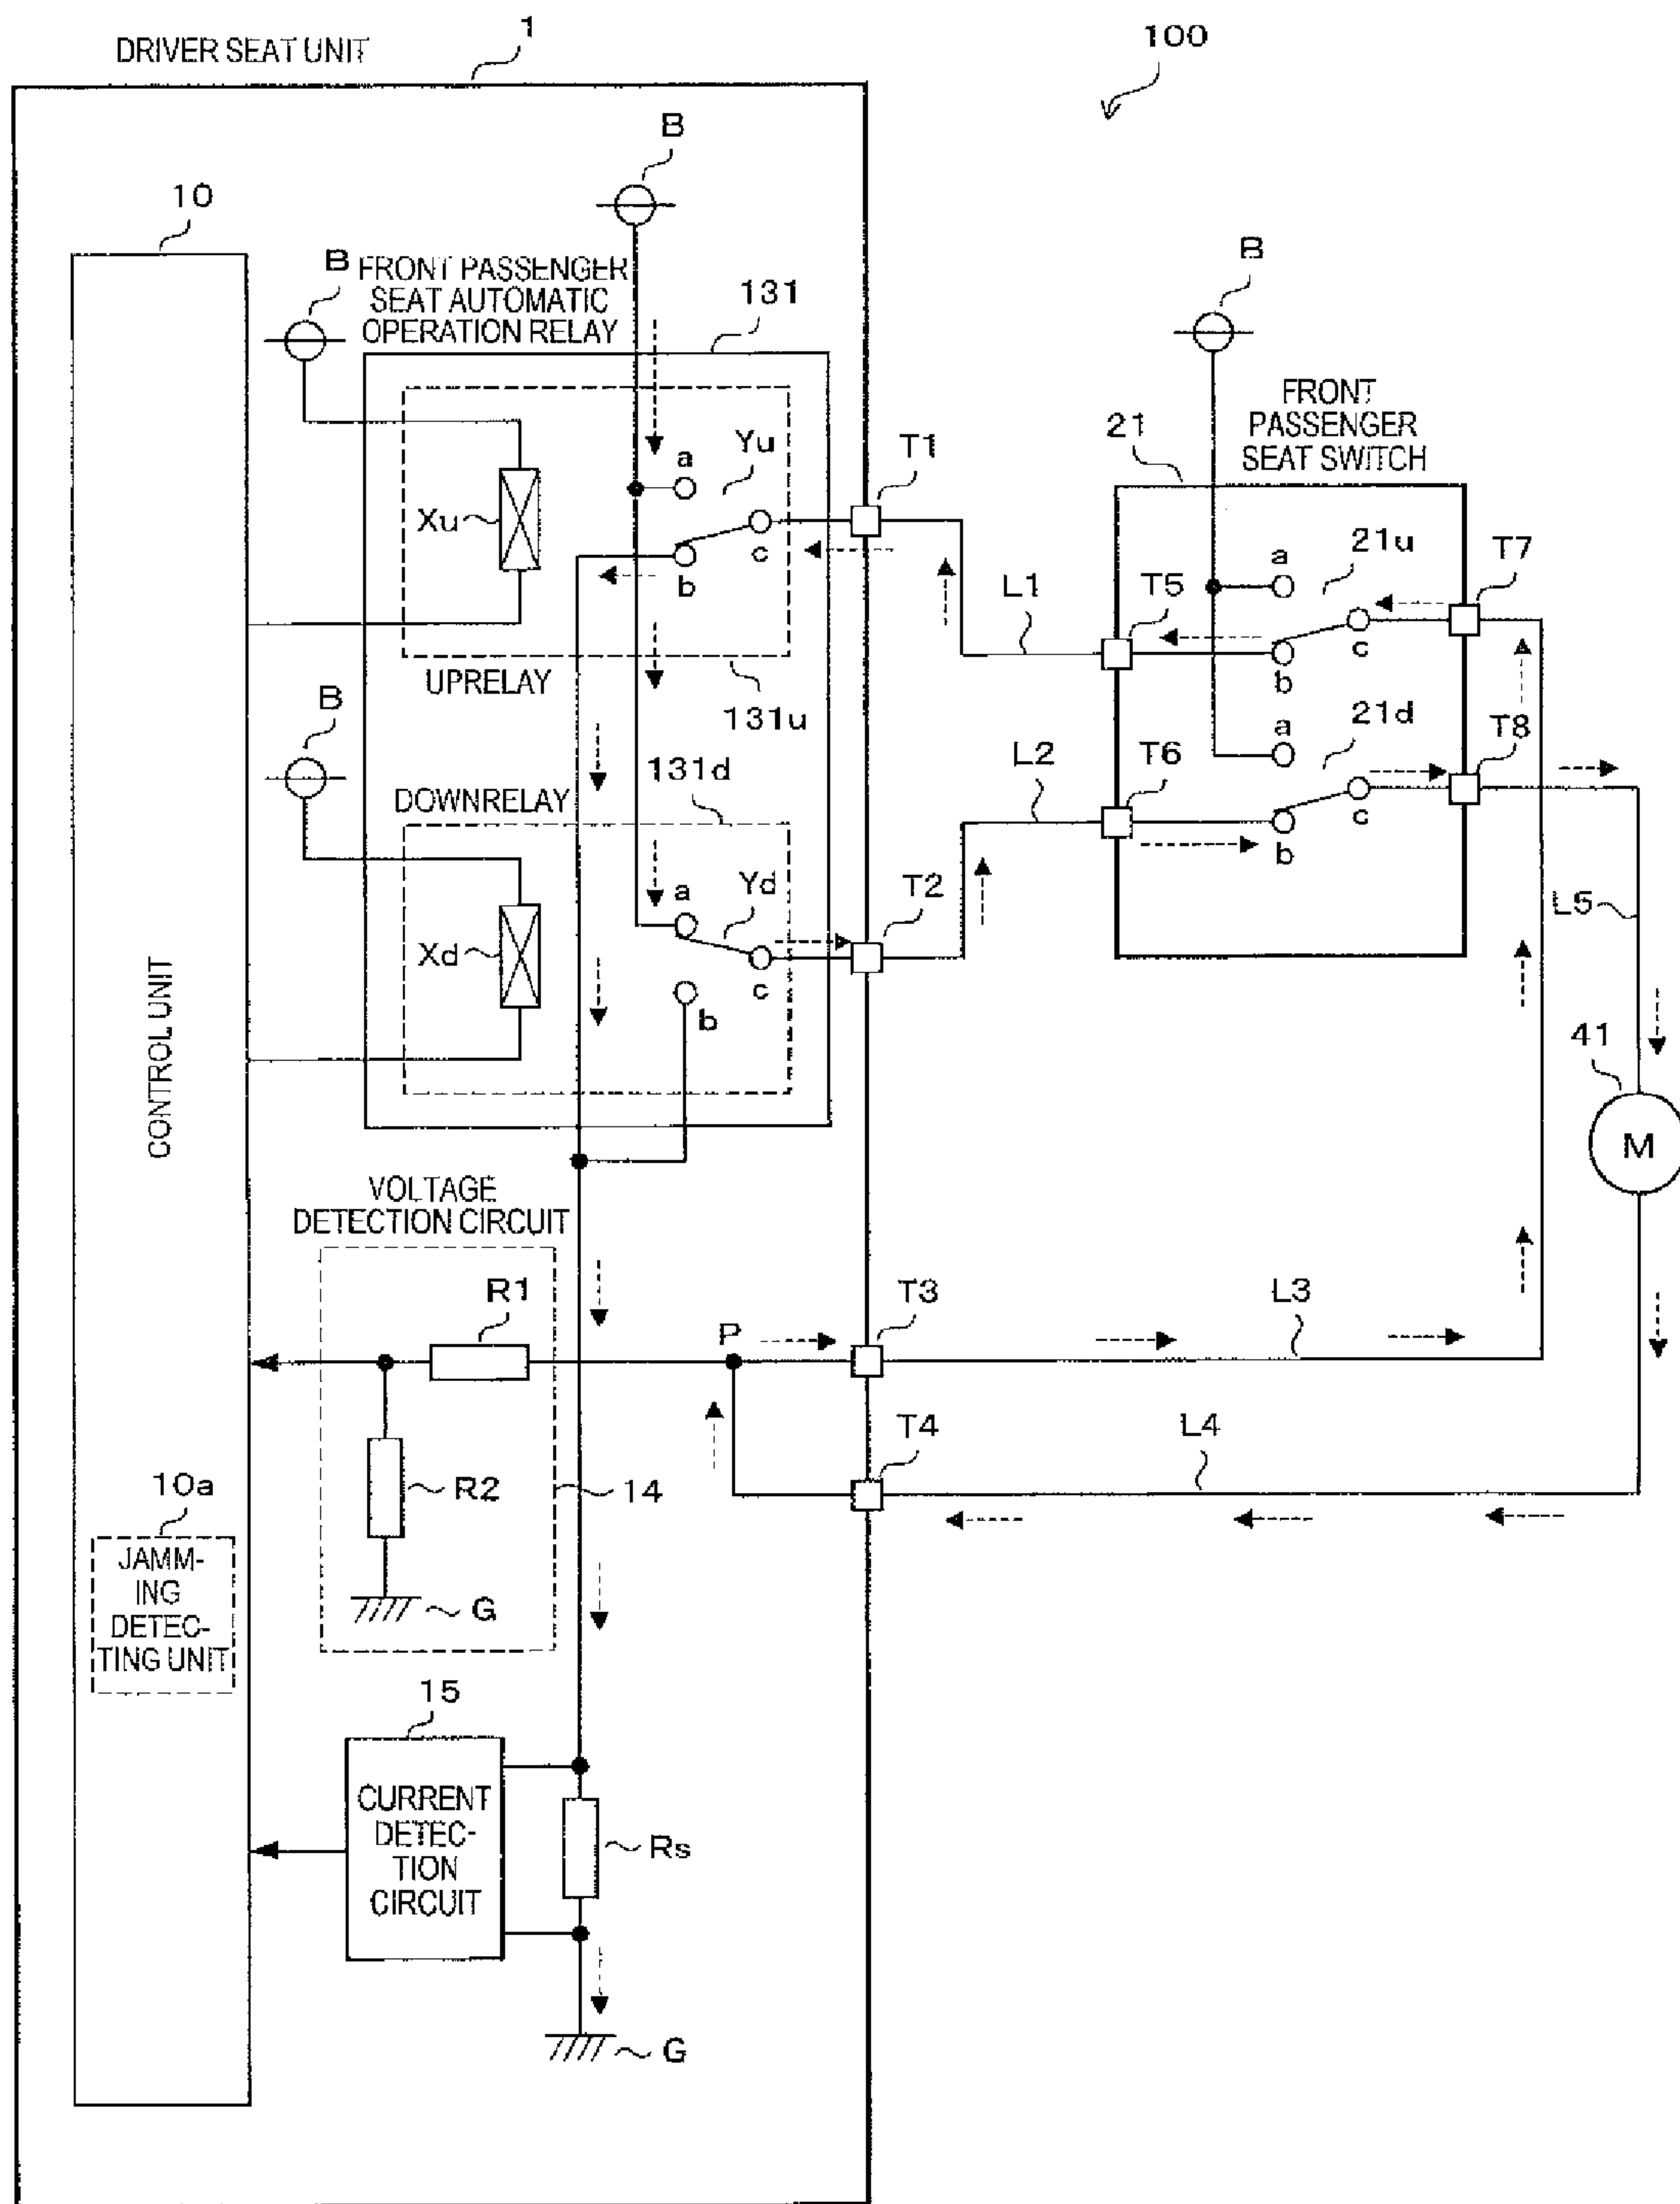 DRIVER SEAT UNIT
1
100
B
10
B
FRONT PASSENGER
SEAT AUTOMATIC
OPERATION RELAY
131
B
FRONT
PASSENGER
SEAT SWITCH
21
a
Yu
T1
Xu
b
c
L1
T5
a
21u
T7
b
c
UPRELAY
131u
B
DOWNRELAY
131d
L2
T6
a
21d
T8
b
c
a
Yd
T2
L5
Xd
b
c
CONTROL UNIT
41
M
VOLTAGE
DETECTION CIRCUIT
R1
P
T3
L3
R2
14
T4
L4
10a
JAMM-
ING
DETEC-
TING UNIT
G
15
CURRENT
DETEC-
TION
CIRCUIT
Rs
G